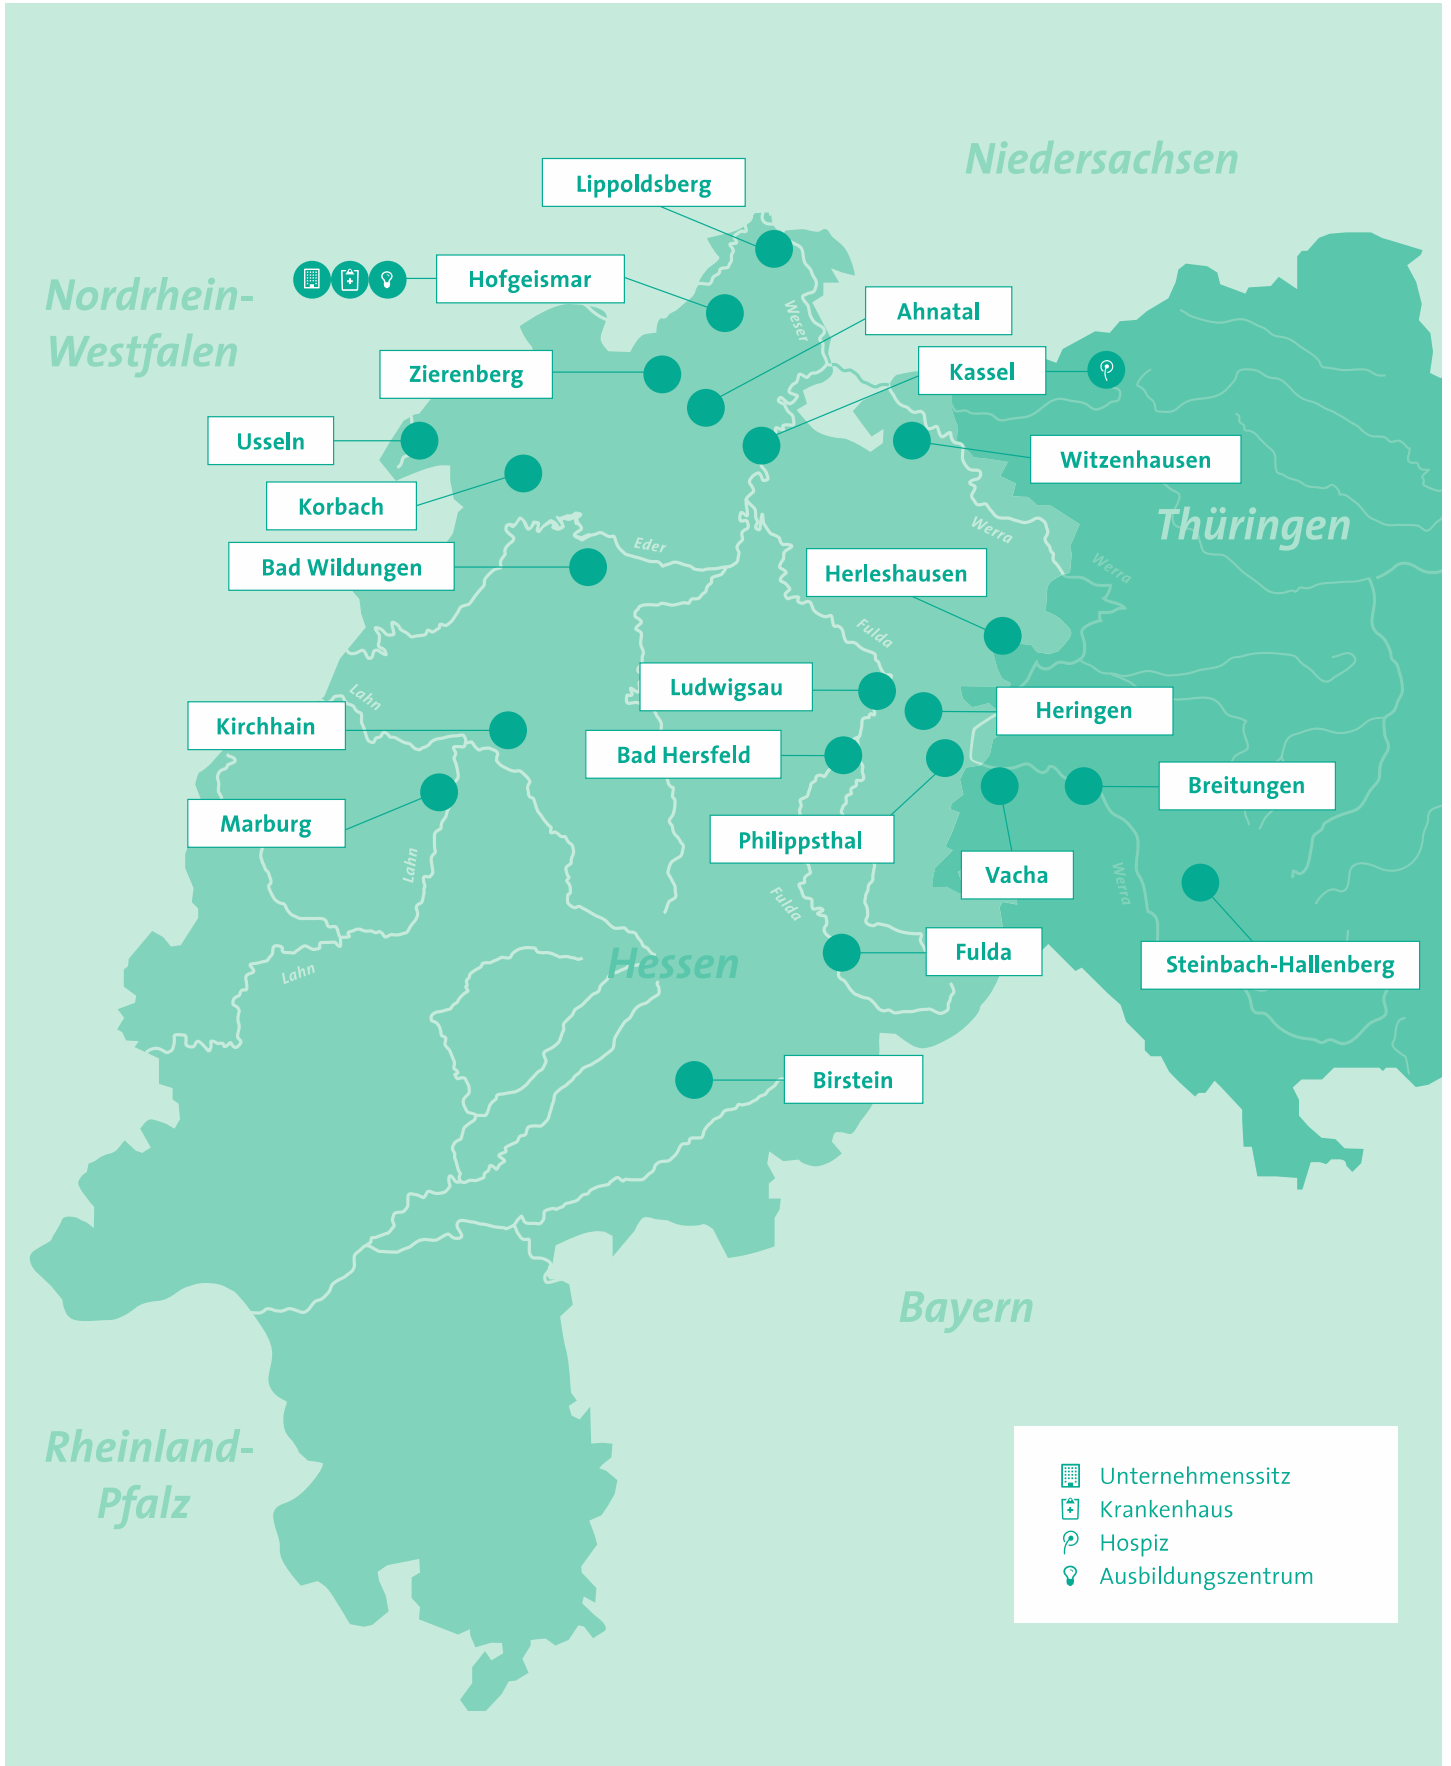 Niedersachsen
Lippoldsberg
Nordrhein-
Westfalen
Hofgeismar
Ahnatal
Weser
Zierenberg
Kassel
Usseln
Witzenhausen
Korbach
Thüringen
Werra
Eder
Bad Wildungen
Herleshausen
Werra
Fulda
Lahn
Ludwigsau
Heringen
Kirchhain
Bad Hersfeld
Breitungen
Marburg
Philippsthal
Lahn
Vacha
Werra
Fulda
Hessen
Fulda
Steinbach-Hallenberg
Lahn
Birstein
Bayern
Rheinland-
Pfalz
Unternehmenssitz
Krankenhaus
Hospiz
Ausbildungszentrum